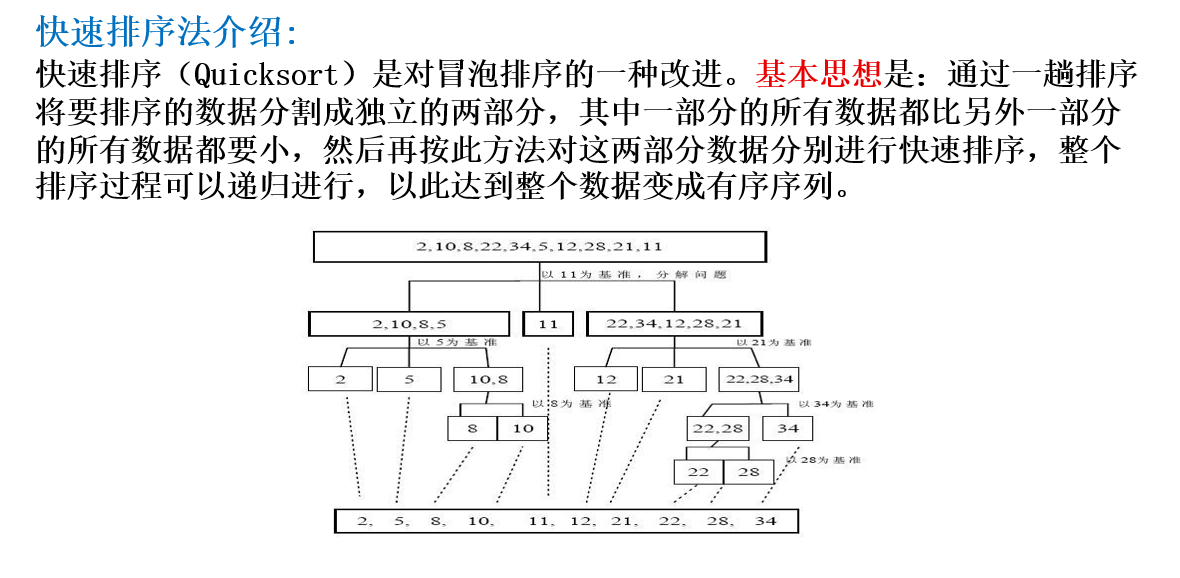 快速排序法介绍:
快速排序（Quicksort）是对冒泡排序的一种改进。基本思想是：通过一趟排序
将要排序的数据分割成独立的两部分，其中一部分的所有数据都比另外一部分
的所有数据都要小，然后再按此方法对这两部分数据分别进行快速排序，整个
排序过程可以递归进行，以此达到整个数据变成有序序列。
2,10,8,22,34,5,12,28,21,11
以 11 为 基 准 ， 分 解 问 题
2,10,8,5 11 22,34,12,28,21
以 5 为 基 准 以 21 为 基 准
2 5 10,8 12 21 22,28,34
以 8 为 基 准 以 34 为 基 准
8 10 22,28 34
以 28 为 基 准
22 28
2, 5, 8, 10, 11, 12, 21, 22, 28, 34